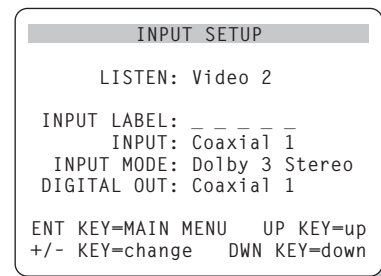 INPUT SETUP
LISTEN: Video 2
INPUT LABEL: _ _ _ _ _
INPUT: Coaxial 1
INPUT MODE: Dolby 3 Stereo
DIGITAL OUT: Coaxial 1
ENT KEY=MAIN MENU UP KEY=up
+/- KEY=change DWN KEY=down